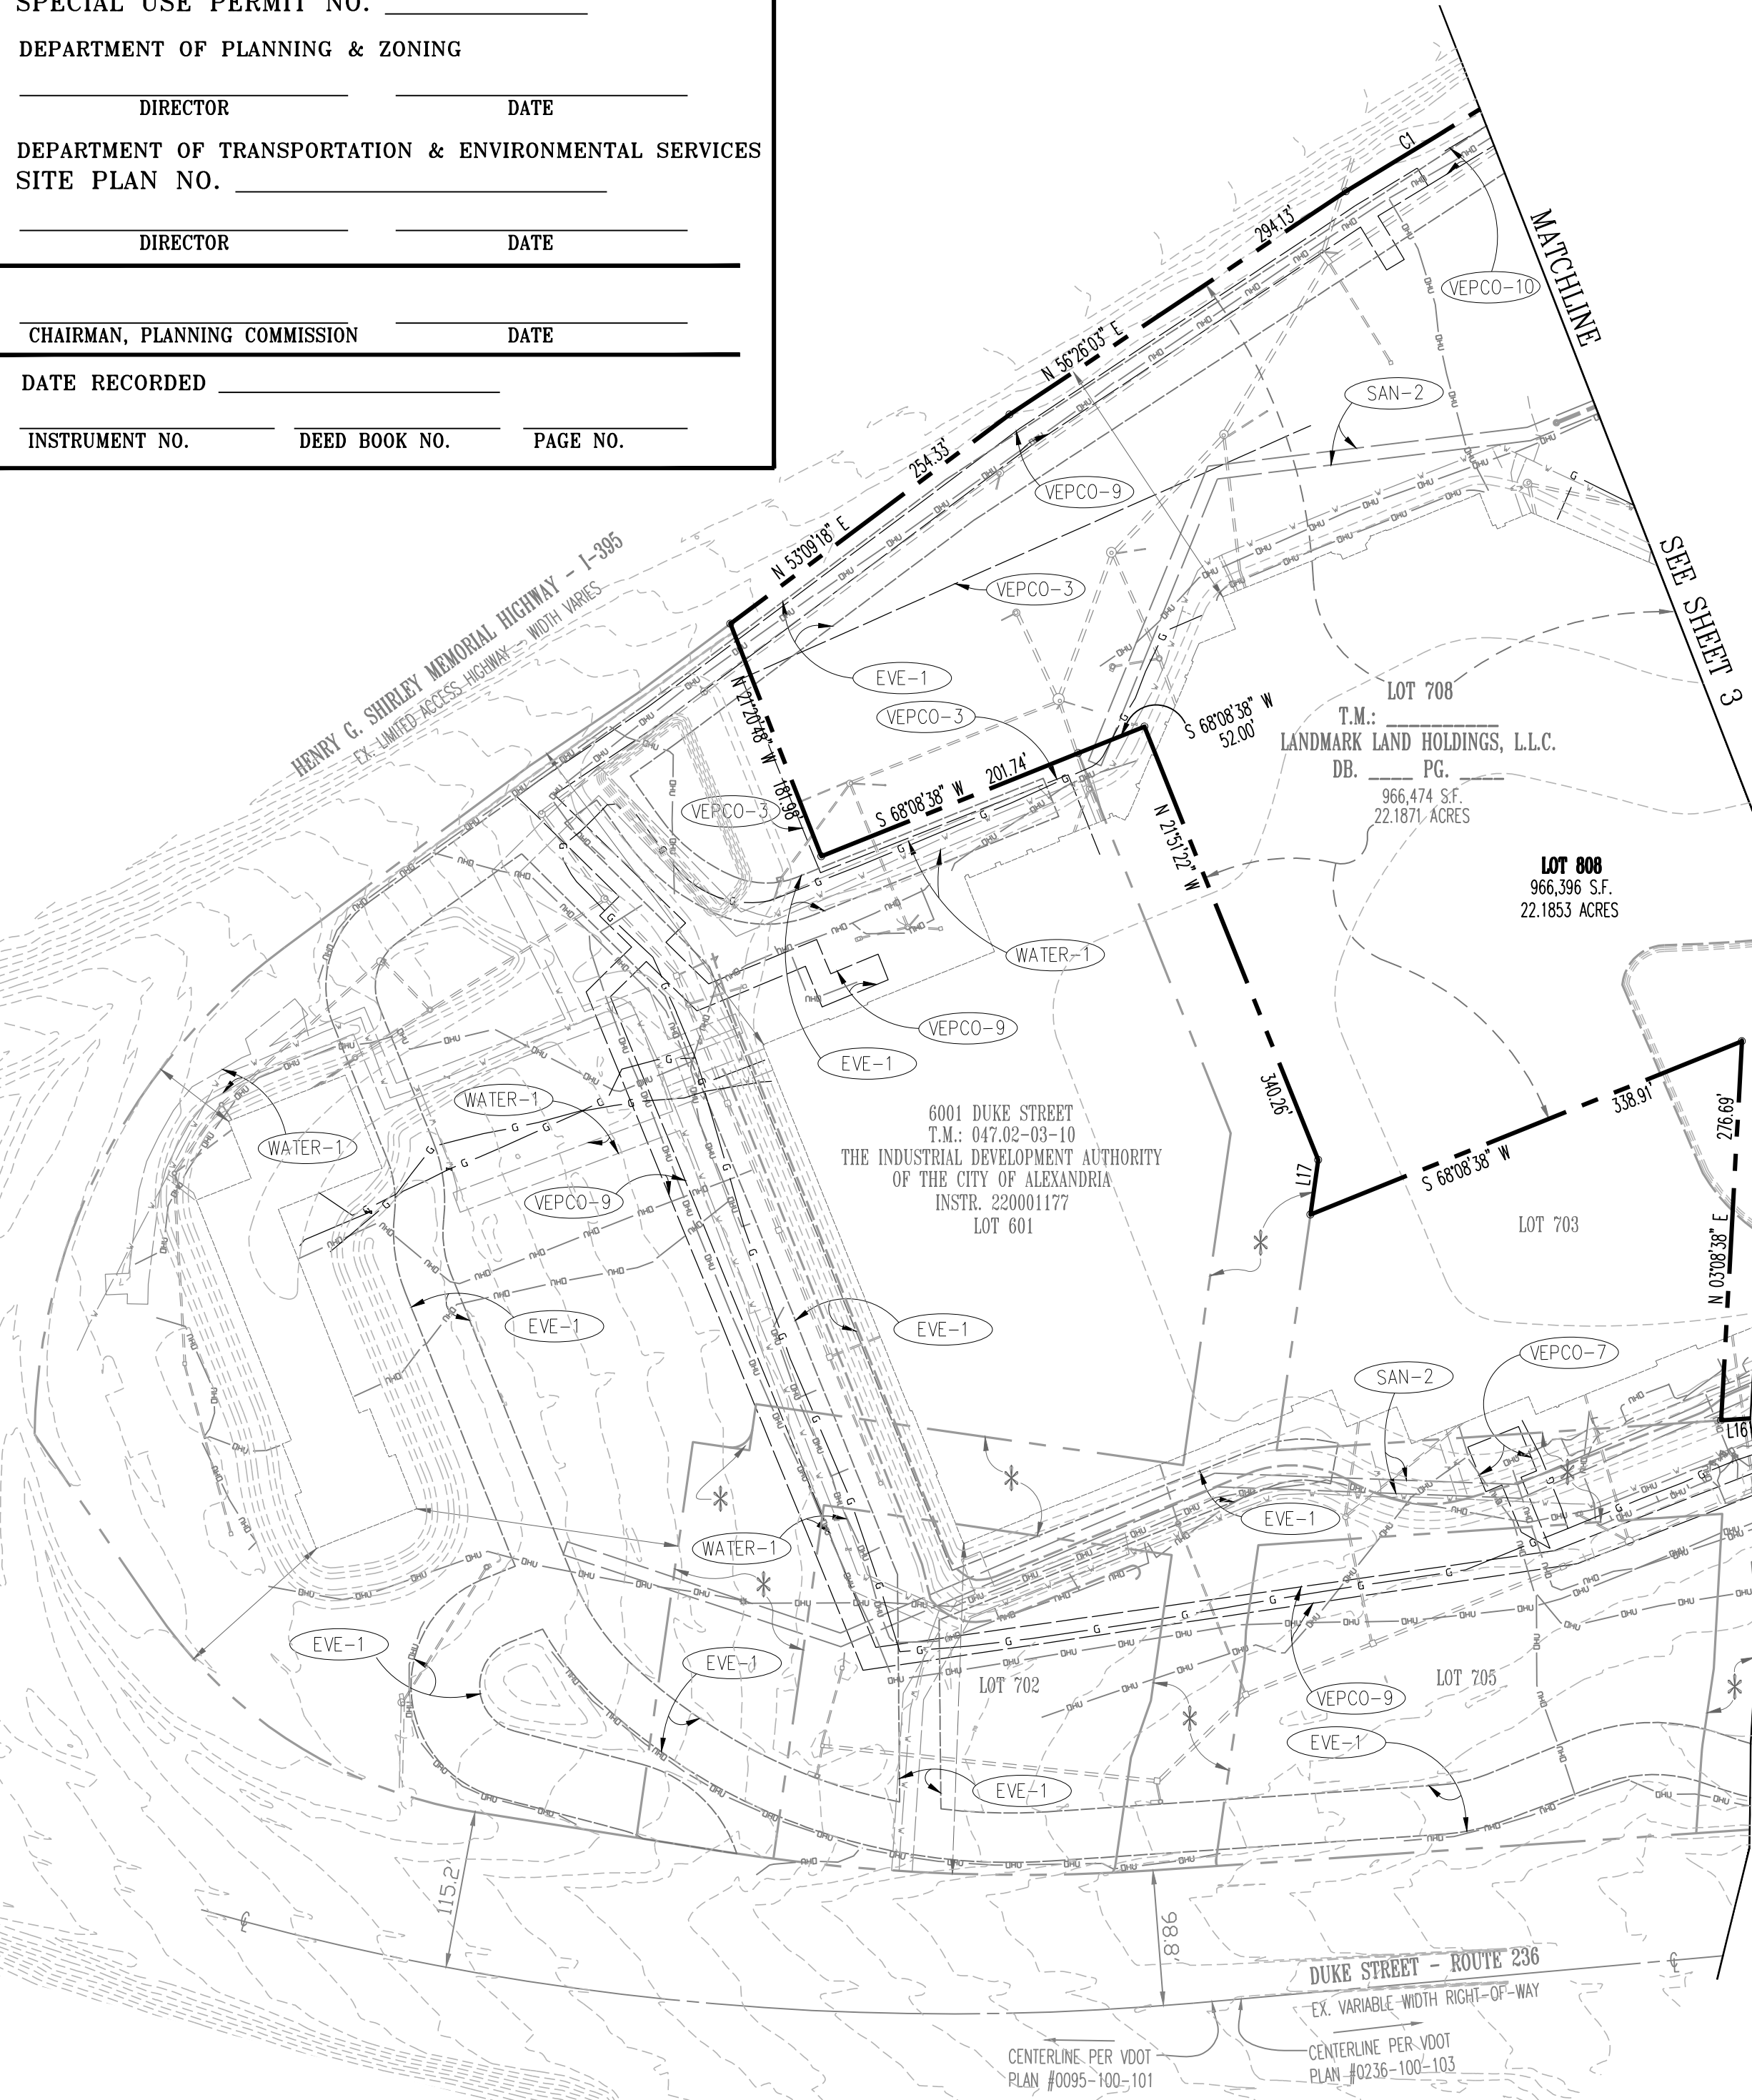 SPECIAL USE PERMIT NO.
DEPARTMENT OF PLANNING & ZONING
DIRECTOR DATE
DEPARTMENT OF TRANSPORTATION & ENVIRONMENTAL SERVICES
SITE PLAN NO.
DIRECTOR DATE
CHAIRMAN, PLANNING COMMISSION DATE
DATE RECORDED
INSTRUMENT NO. DEED BOOK NO. PAGE NO.
C1
294.13'
MATCHLINE
VEPCO-10
N 56°26'03" E
SAN-2
254.33'
VEPCO-9
N 53°09'18" E
HENRY G. SHIRLEY MEMORIAL HIGHWAY - I-395
EX. LIMITED ACCESS HIGHWAY - WIDTH VARIES
VEPCO-3
SEE SHEET 3
EVE-1
VEPCO-3
N 21°20'48" W
181.98'
S 68°08'38" W
52.00'
LOT 708
T.M.: __________
LANDMARK LAND HOLDINGS, L.L.C.
DB. ____ PG. ____
966,474 S.F.
22.1871 ACRES
VEPCO-3
S 68°08'38" W
201.74'
N 21°51'22" W
340.26'
LOT 808
966,396 S.F.
22.1853 ACRES
WATER-1
VEPCO-9
EVE-1
WATER-1
WATER-1
VEPCO-9
6001 DUKE STREET
T.M.: 047.02-03-10
THE INDUSTRIAL DEVELOPMENT AUTHORITY
OF THE CITY OF ALEXANDRIA
INSTR. 220001177
LOT 601
L17
338.91'
S 68°08'38" W
276.69'
N 03°08'38" E
LOT 703
EVE-1
EVE-1
VEPCO-7
SAN-2
L16
EVE-1
WATER-1
EVE-1
EVE-1
LOT 702
LOT 705
VEPCO-9
EVE-1
EVE-1
115.2'
98.8'
DUKE STREET - ROUTE 236
EX. VARIABLE WIDTH RIGHT-OF-WAY
CENTERLINE PER VDOT
PLAN #0095-100-101
CENTERLINE PER VDOT
PLAN #0236-100-103